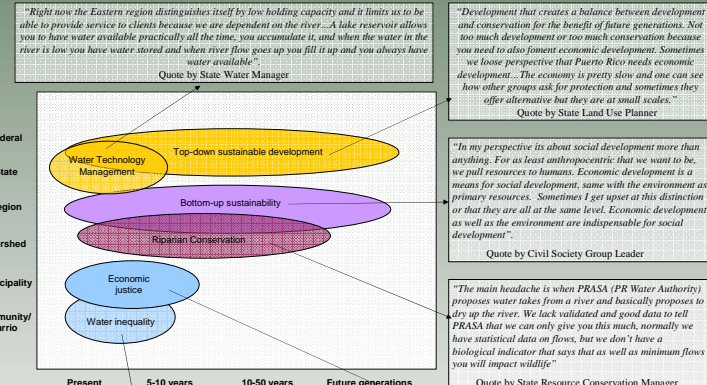 "Right now the Eastern region distinguishes itself by low holding capacity and it limits us to be
able to provide service to clients because we are dependent on the river…A lake reservoir allows
you to have water available practically all the time, you accumulate it, and when the water in the
river is low you have water stored and when river flow goes up you fill it up and you always have
water available".
Quote by State Water Manager
"Development that creates a balance between development
and conservation for the benefit of future generations. Not
too much development or too much conservation because
you need to also foment economic development. Sometimes
we loose perspective that Puerto Rico needs economic
development…The economy is pretty slow and one can see
how other groups ask for protection and sometimes they
offer alternative but they are at small scales."
Quote by State Land Use Planner
deral
tate
egion
rshed
cipality
munity/
rrio
Water Technology
Management
Top-down sustainable development
Bottom-up sustainability
Riparian Conservation
Economic
justice
Water inequality
Present 5-10 years 10-50 years Future generations
"In my perspective its about social development more than
anything. For as least anthropocentric that we want to be,
we pull resources to humans. Economic development is a
means for social development, same with the environment as
primary resources. Sometimes I get upset at this distinction
or that they are all at the same level. Economic development
as well as the environment are indispensable for social
development".
Quote by Civil Society Group Leader
"The main headache is when PRASA (PR Water Authority)
proposes water takes from a river and basically proposes to
dry up the river. We lack validated and good data to tell
PRASA that we can only give you this much, normally we
have statistical data on flows, but we don't have a
biological indicator that says that as well as minimum flows
you will impact wildlife"
Quote by State Resource Conservation Manager